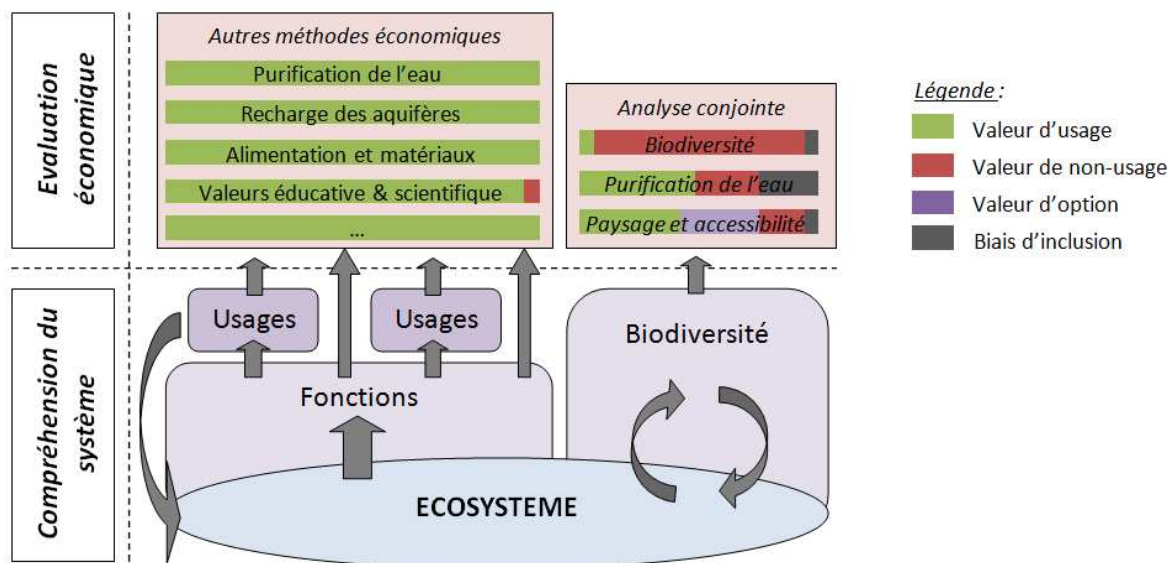 Evaluation
économique
Autres méthodes économiques
Purification de l’eau
Recharge des aquifères
Alimentation et matériaux
Valeurs éducative & scientifique
...
Analyse conjointe
Biodiversité
Purification de l’eau
Paysage et accessibilité
Légende :
Valeur d’usage
Valeur de non-usage
Valeur d’option
Biais d’inclusion
Compréhension du
système
Usages
Usages
Biodiversité
Fonctions
ECOSYSTEME